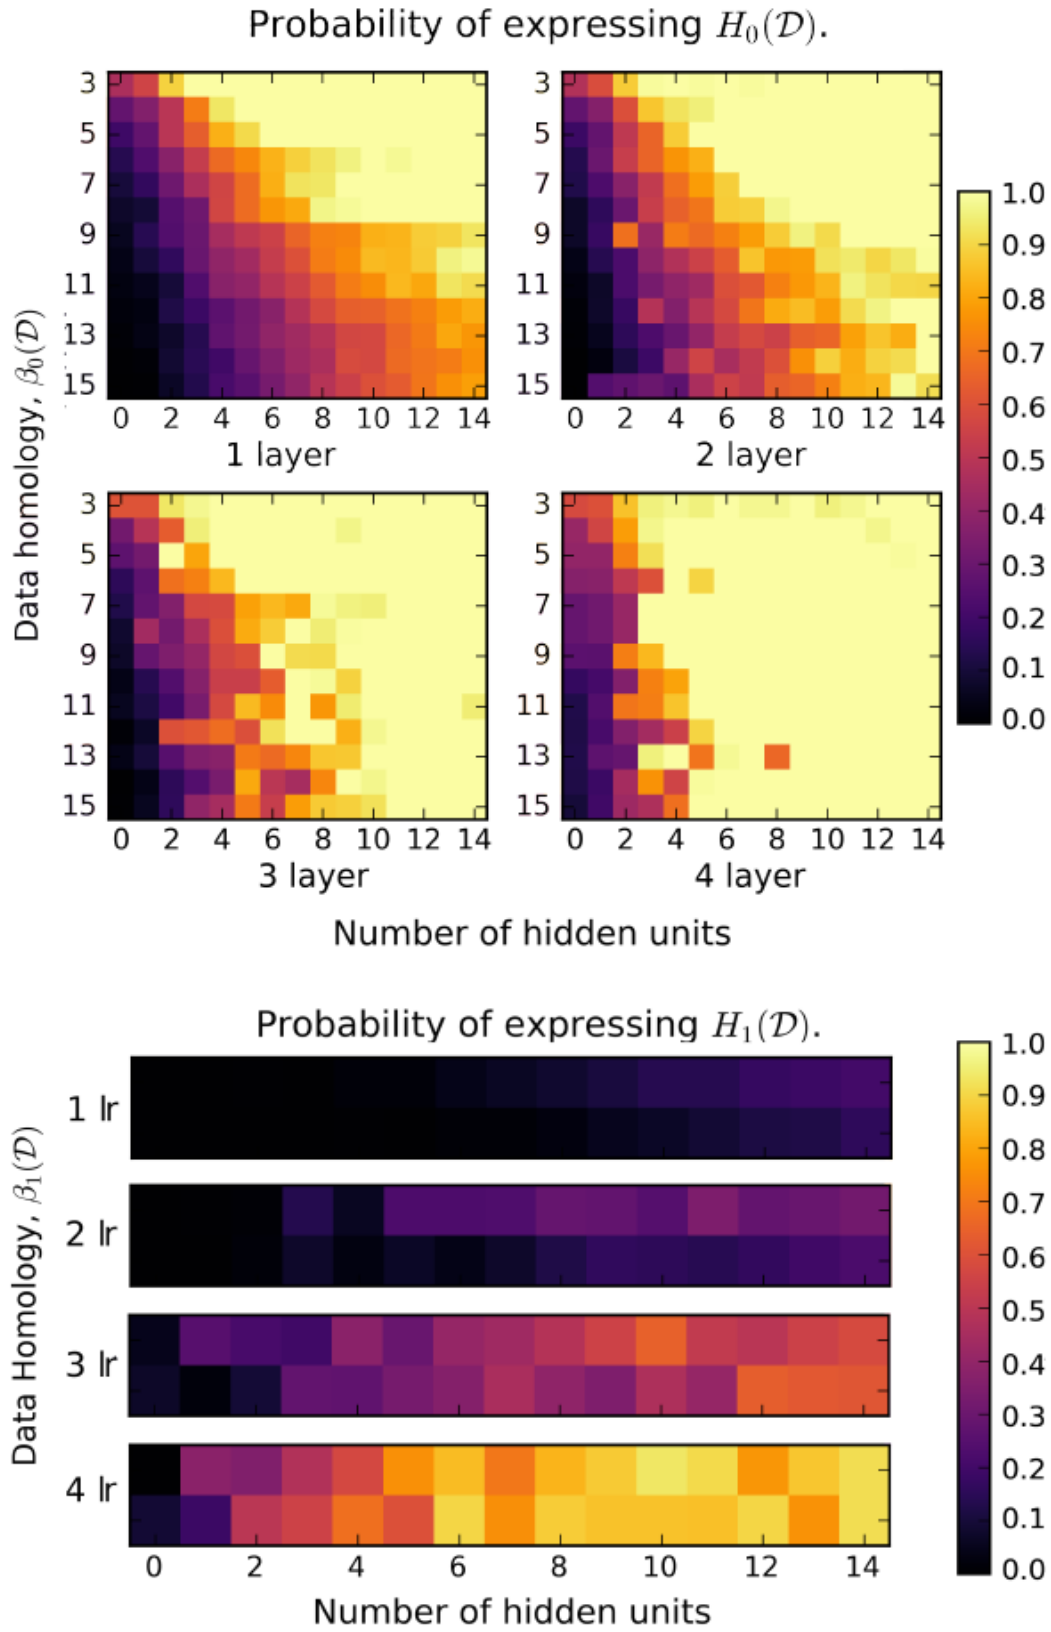 Probability of expressing H₀(𝒟).
Data homology, β₀(𝒟)
3
5
7
9
11
13
15
0 2 4 6 8 10 12 14
1 layer
3
5
7
9
11
13
15
0 2 4 6 8 10 12 14
2 layer
3
5
7
9
11
13
15
0 2 4 6 8 10 12 14
3 layer
3
5
7
9
11
13
15
0 2 4 6 8 10 12 14
4 layer
1.0
0.9
0.8
0.7
0.6
0.5
0.4
0.3
0.2
0.1
0.0
Number of hidden units
Probability of expressing H₁(𝒟).
Data Homology, β₁(𝒟)
1 lr
2 lr
3 lr
4 lr
0 2 4 6 8 10 12 14
Number of hidden units
1.0
0.9
0.8
0.7
0.6
0.5
0.4
0.3
0.2
0.1
0.0